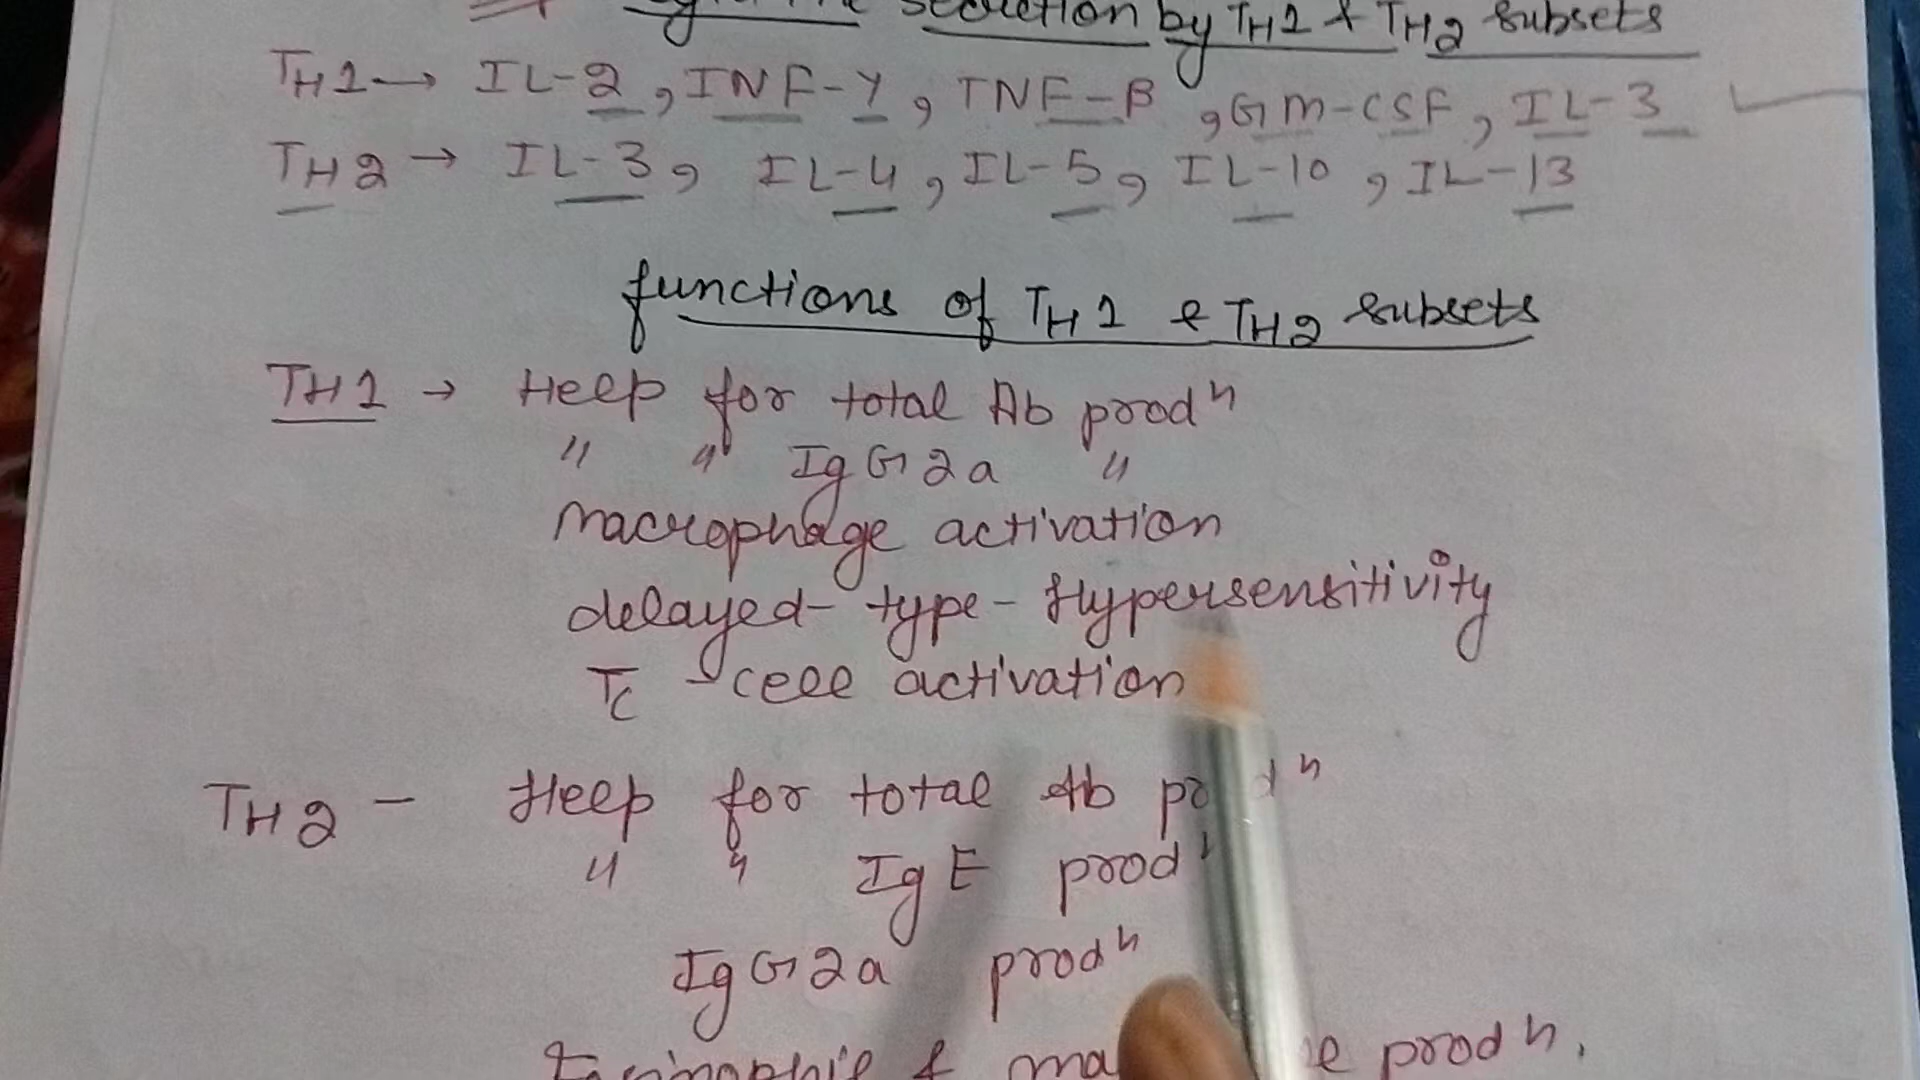 secretion by TH1 & TH2 subsets
TH1 → IL-2, INF-γ, TNF-β, GM-CSF, IL-3
TH2 → IL-3, IL-4, IL-5, IL-10, IL-13
functions of TH1 & TH2 subsets
TH1 → Help for total Ab prodⁿ
" " IgG2a "
macrophage activation
delayed-type-Hypersensitivity
Tc-cell activation
TH2 - Help for total Ab prodⁿ
" " IgE prodⁿ
IgG2a prodⁿ
& prodⁿ.